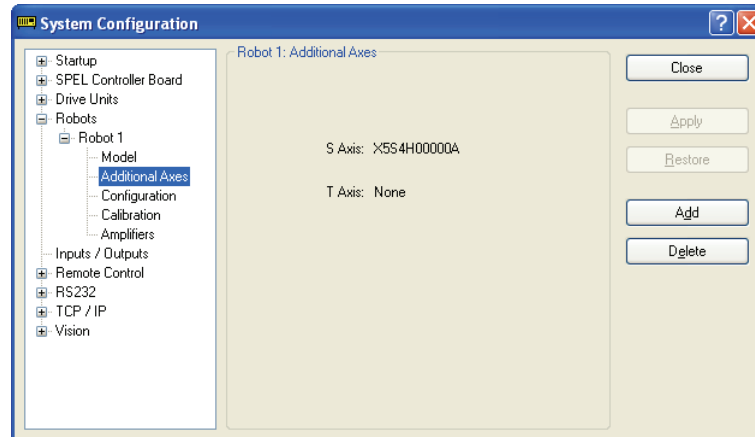 System Configuration
Startup
SPEL Controller Board
Drive Units
Robots
Robot 1
Model
Additional Axes
Configuration
Calibration
Amplifiers
Inputs / Outputs
Remote Control
RS232
TCP / IP
Vision
Robot 1: Additional Axes
S Axis: X5S4H00000A
T Axis: None
Close
Apply
Restore
Add
Delete